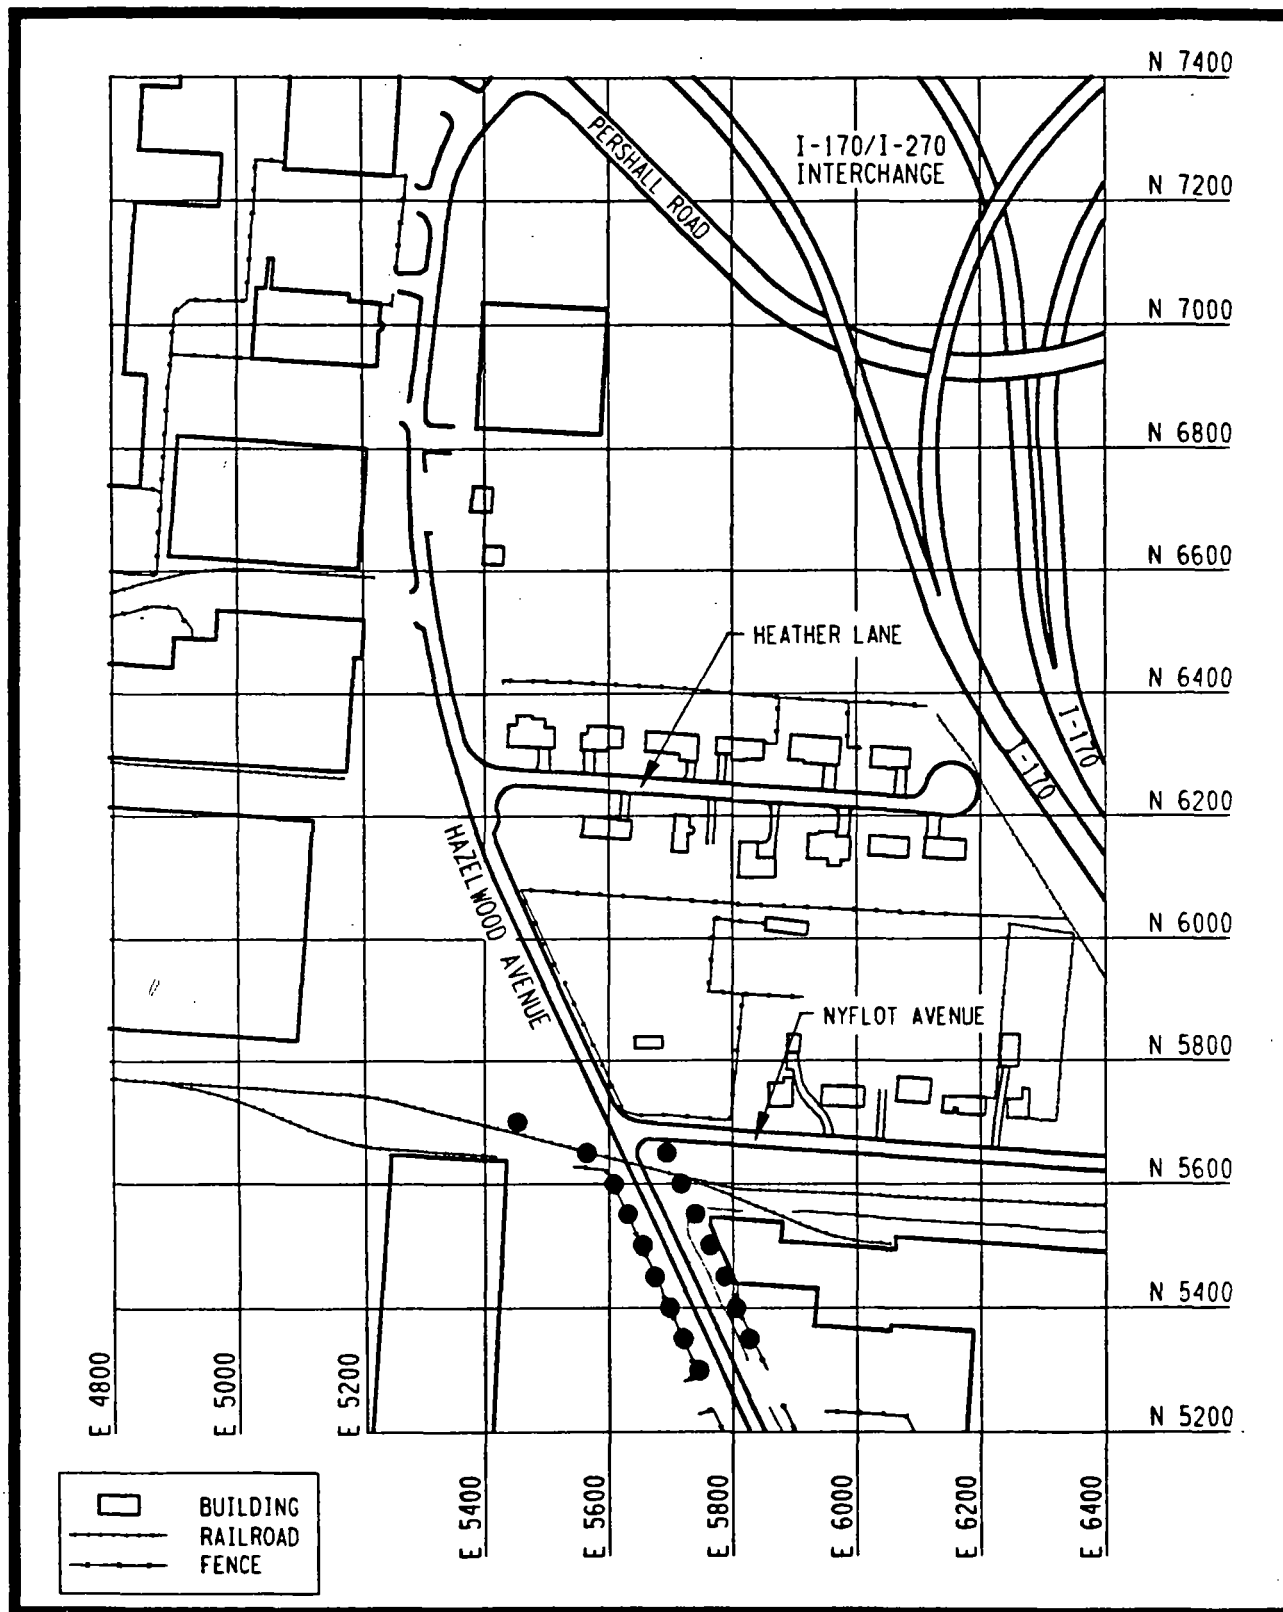 N 7400
PERSHALL ROAD
I-170/I-270
INTERCHANGE
N 7200
N 7000
N 6800
N 6600
HEATHER LANE
N 6400
I-170
I-170
N 6200
HAZELWOOD AVENUE
N 6000
NYFLOT AVENUE
N 5800
N 5600
N 5400
E 4800
E 5000
E 5200
N 5200
E 5400
E 5600
E 5800
E 6000
E 6200
E 6400
BUILDING
RAILROAD
FENCE